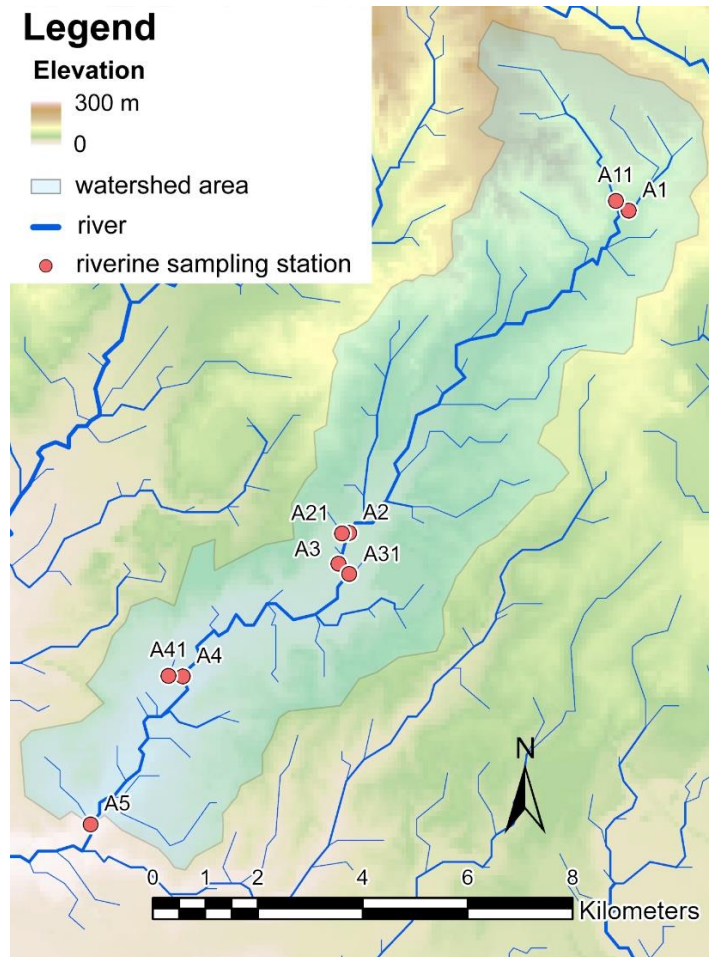 Legend
Elevation
300 m
0
watershed area
river
riverine sampling station
A11
A1
A21 A2
A3 A31
A41 A4
A5
N
0 1 2 4 6 8
Kilometers